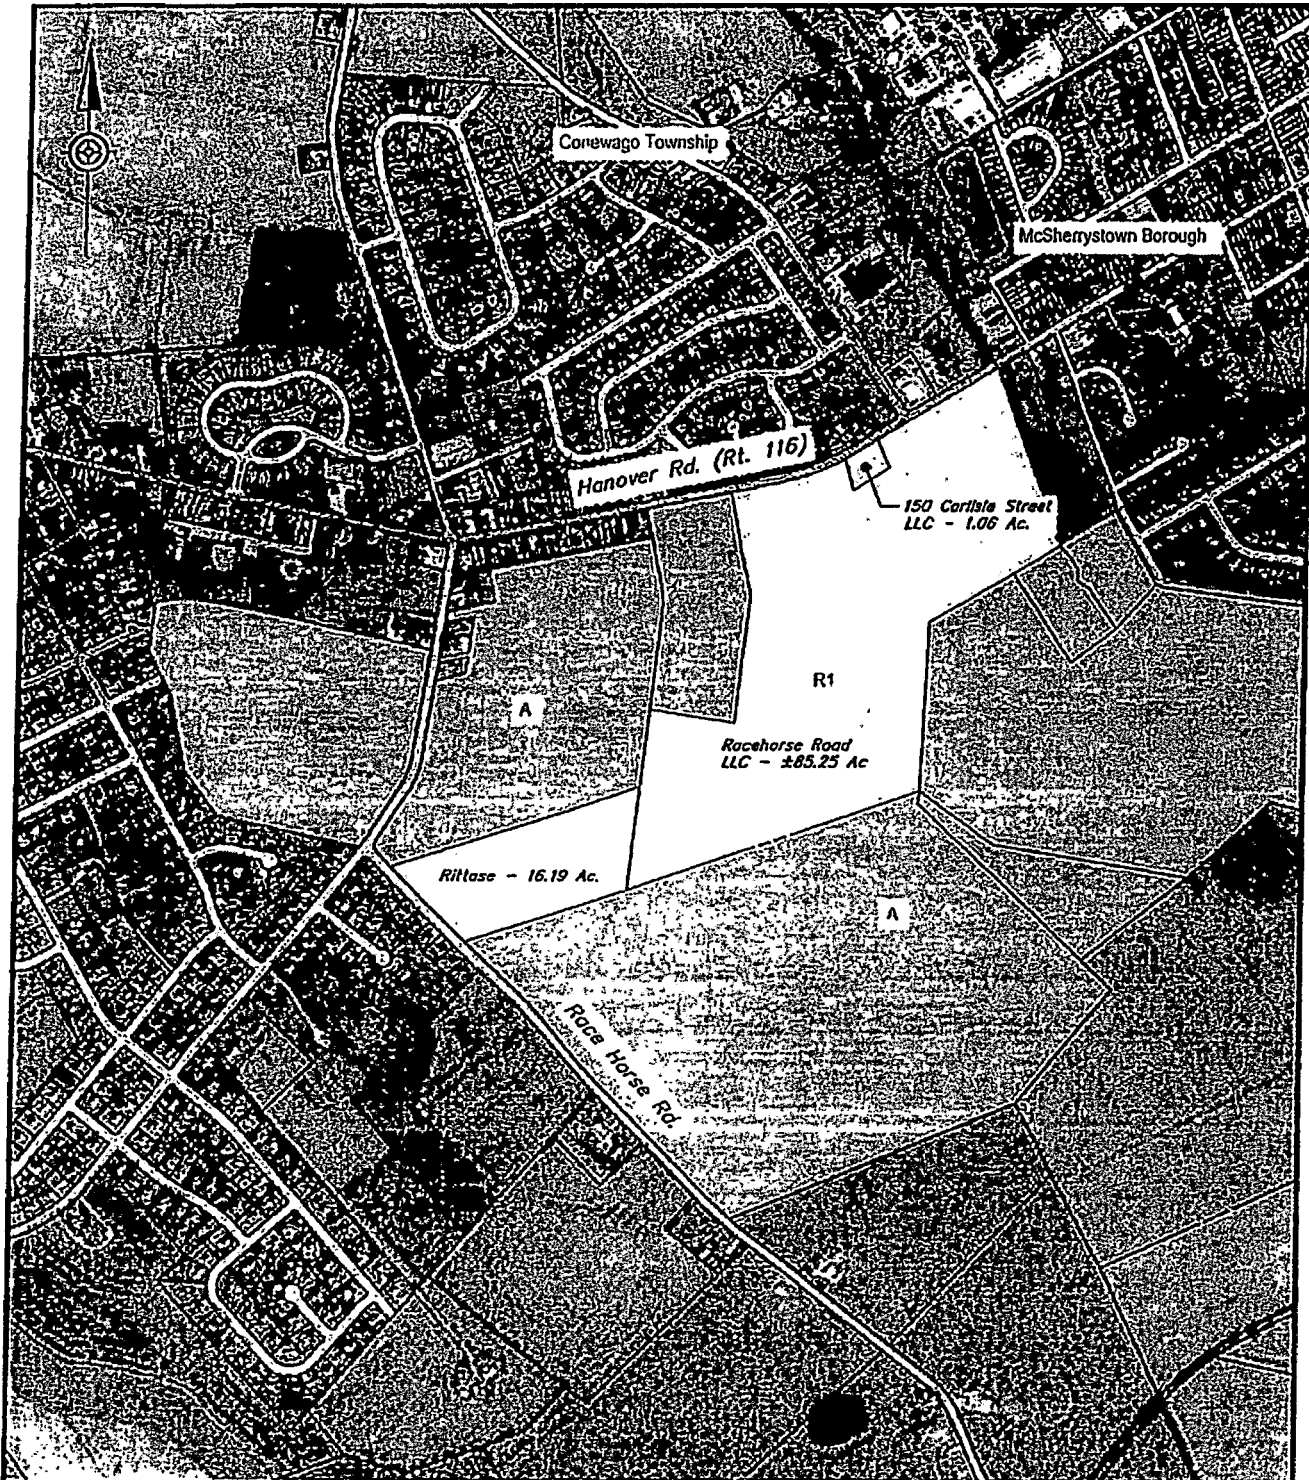 Conewago Township
McSherrystown Borough
Hanover Rd. (Rt. 116)
150 Carlisle Street
LLC - 1.06 Ac.
R1
A
Racehorse Road
LLC - ±85.25 Ac
Rittase - 16.19 Ac.
A
Race Horse Rd.